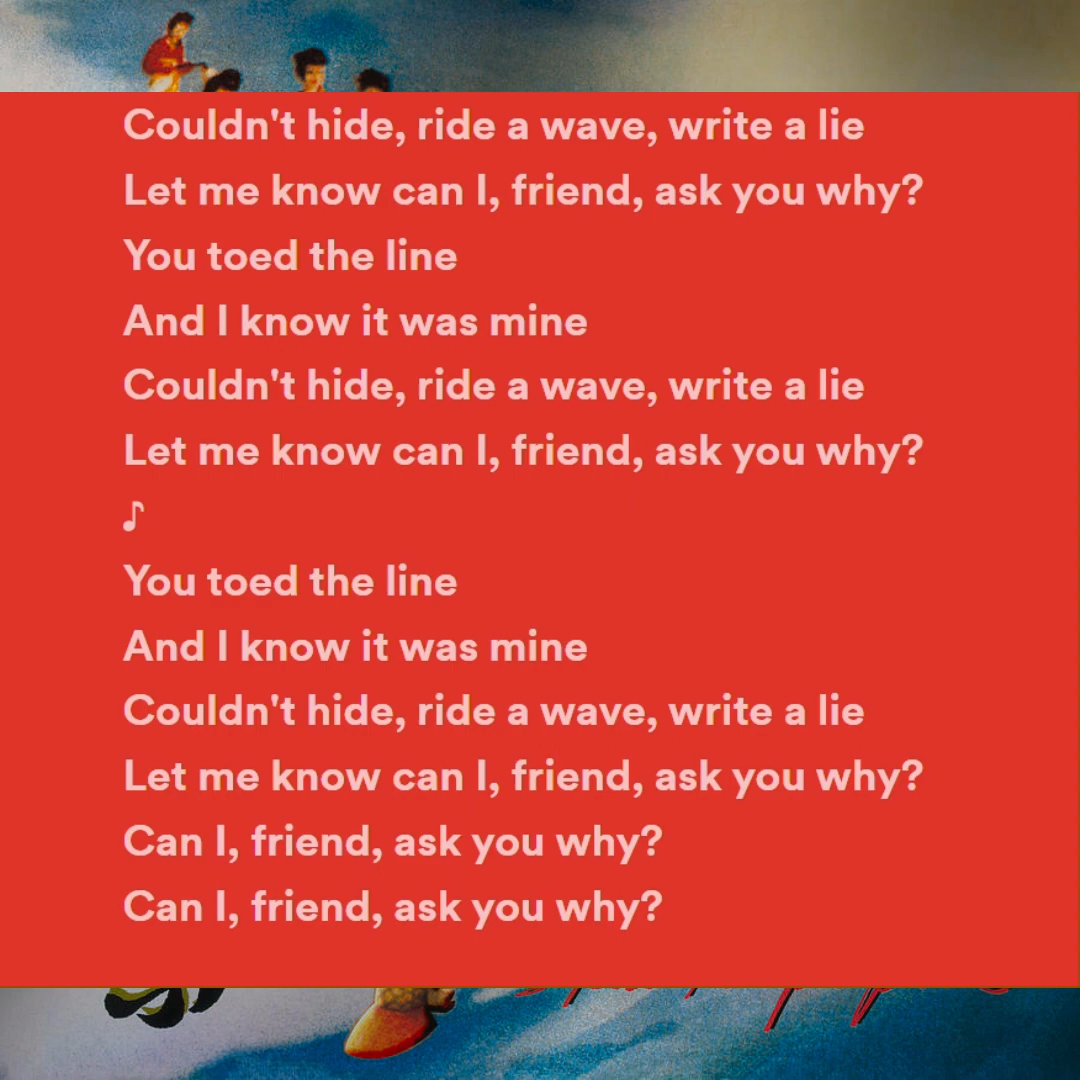 Couldn't hide, ride a wave, write a lie
Let me know can I, friend, ask you why?
You toed the line
And I know it was mine
Couldn't hide, ride a wave, write a lie
Let me know can I, friend, ask you why?
♪
You toed the line
And I know it was mine
Couldn't hide, ride a wave, write a lie
Let me know can I, friend, ask you why?
Can I, friend, ask you why?
Can I, friend, ask you why?